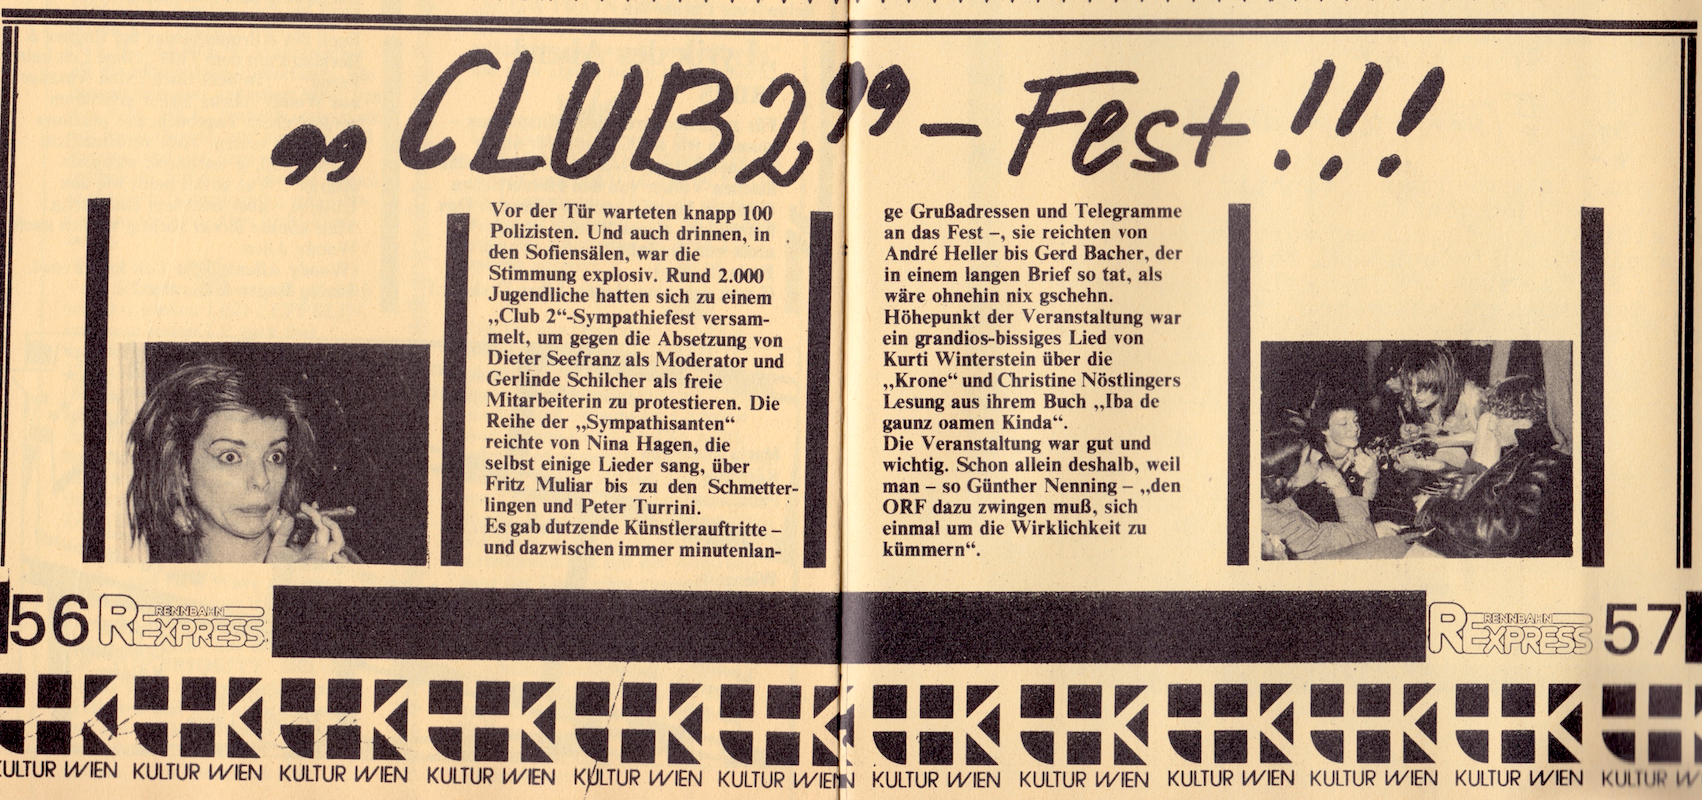 „CLUB 2” – Fest!!!
Vor der Tür warteten knapp 100
Polizisten. Und auch drinnen, in
den Sofiensälen, war die
Stimmung explosiv. Rund 2.000
Jugendliche hatten sich zu einem
„Club 2“-Sympathiefest versam-
melt, um gegen die Absetzung von
Dieter Seefranz als Moderator und
Gerlinde Schilcher als freie
Mitarbeiterin zu protestieren. Die
Reihe der „Sympathisanten“
reichte von Nina Hagen, die
selbst einige Lieder sang, über
Fritz Muliar bis zu den Schmetter-
lingen und Peter Turrini.
Es gab dutzende Künstlerauftritte –
und dazwischen immer minutenlan-
ge Grußadressen und Telegramme
an das Fest –, sie reichten von
André Heller bis Gerd Bacher, der
in einem langen Brief so tat, als
wäre ohnehin nix gschehn.
Höhepunkt der Veranstaltung war
ein grandios-bissiges Lied von
Kurti Winterstein über die
„Krone“ und Christine Nöstlingers
Lesung aus ihrem Buch „Iba de
gaunz oamen Kinda“.
Die Veranstaltung war gut und
wichtig. Schon allein deshalb, weil
man – so Günther Nenning – „den
ORF dazu zwingen muß, sich
einmal um die Wirklichkeit zu
kümmern“.
56 RENNBAHN EXPRESS
RENNBAHN EXPRESS 57
KULTUR WIEN KULTUR WIEN KULTUR WIEN KULTUR WIEN KULTUR WIEN KULTUR WIEN KULTUR WIEN KULTUR WIEN KULTUR WIEN KULTUR WIEN KULTUR WIEN KULTUR W